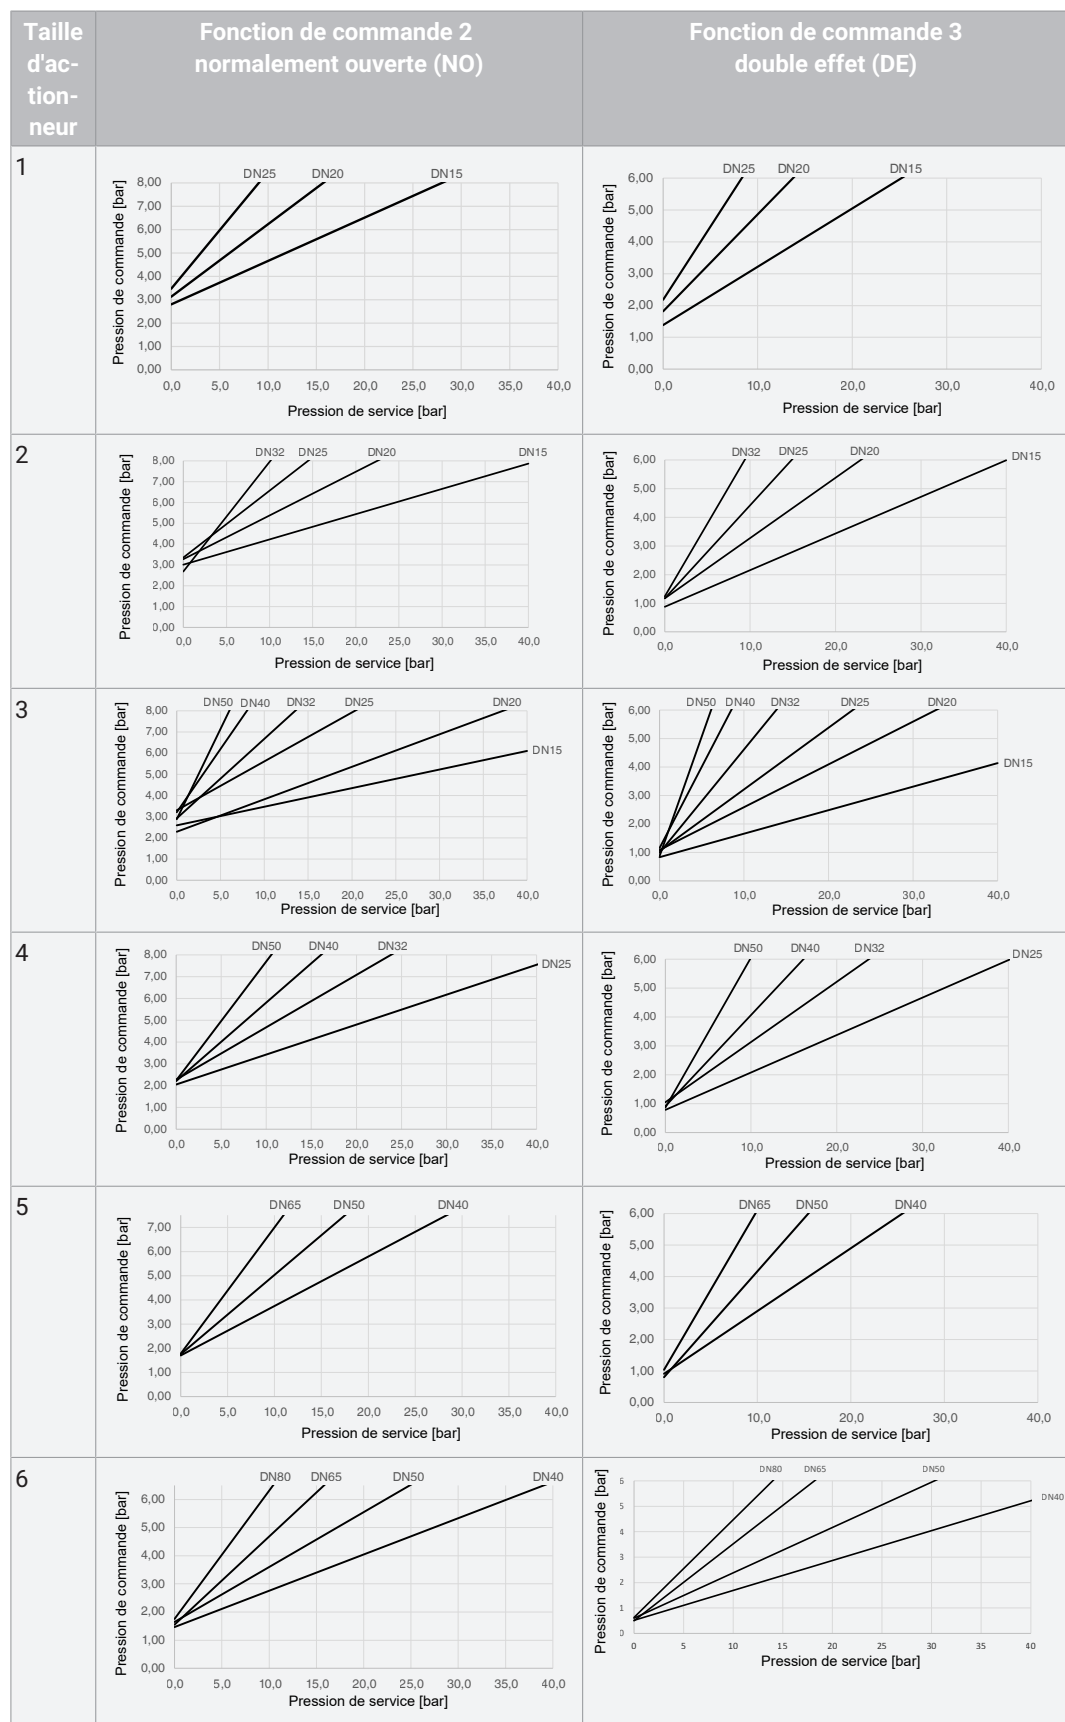 Taille
d'ac-
tion-
neur
Fonction de commande 2
normalement ouverte (NO)
Fonction de commande 3
double effet (DE)
1
Pression de commande [bar]
DN25 DN20 DN15
8,00
7,00
6,00
5,00
4,00
3,00
2,00
1,00
0,00
0,0 5,0 10,0 15,0 20,0 25,0 30,0 35,0 40,0
Pression de service [bar]
Pression de commande [bar]
DN25 DN20 DN15
6,00
5,00
4,00
3,00
2,00
1,00
0,00
0,0 10,0 20,0 30,0 40,0
Pression de service [bar]
2
Pression de commande [bar]
DN32 DN25 DN20 DN15
8,00
7,00
6,00
5,00
4,00
3,00
2,00
1,00
0,00
0,0 5,0 10,0 15,0 20,0 25,0 30,0 35,0 40,0
Pression de service [bar]
Pression de commande [bar]
DN32 DN25 DN20 DN15
6,00
5,00
4,00
3,00
2,00
1,00
0,00
0,0 10,0 20,0 30,0 40,0
Pression de service [bar]
3
Pression de commande [bar]
DN50 DN40 DN32 DN25 DN20
DN15
8,00
7,00
6,00
5,00
4,00
3,00
2,00
1,00
0,00
0,0 5,0 10,0 15,0 20,0 25,0 30,0 35,0 40,0
Pression de service [bar]
Pression de commande [bar]
DN50 DN40 DN32 DN25 DN20
DN15
6,00
5,00
4,00
3,00
2,00
1,00
0,00
0,0 10,0 20,0 30,0 40,0
Pression de service [bar]
4
Pression de commande [bar]
DN50 DN40 DN32
DN25
8,00
7,00
6,00
5,00
4,00
3,00
2,00
1,00
0,00
0,0 5,0 10,0 15,0 20,0 25,0 30,0 35,0 40,0
Pression de service [bar]
Pression de commande [bar]
DN50 DN40 DN32 DN25
6,00
5,00
4,00
3,00
2,00
1,00
0,00
0,0 10,0 20,0 30,0 40,0
Pression de service [bar]
5
Pression de commande [bar]
DN65 DN50 DN40
7,00
6,00
5,00
4,00
3,00
2,00
1,00
0,00
0,0 5,0 10,0 15,0 20,0 25,0 30,0 35,0 40,0
Pression de service [bar]
Pression de commande [bar]
DN65 DN50 DN40
6,00
5,00
4,00
3,00
2,00
1,00
0,00
0,0 10,0 20,0 30,0 40,0
Pression de service [bar]
6
Pression de commande [bar]
DN80 DN65 DN50 DN40
6,00
5,00
4,00
3,00
2,00
1,00
0,00
0,0 5,0 10,0 15,0 20,0 25,0 30,0 35,0 40,0
Pression de service [bar]
Pression de commande [bar]
DN80 DN65 DN50
DN40
6
5
4
3
2
1
0
0 5 10 15 20 25 30 35 40
Pression de service [bar]